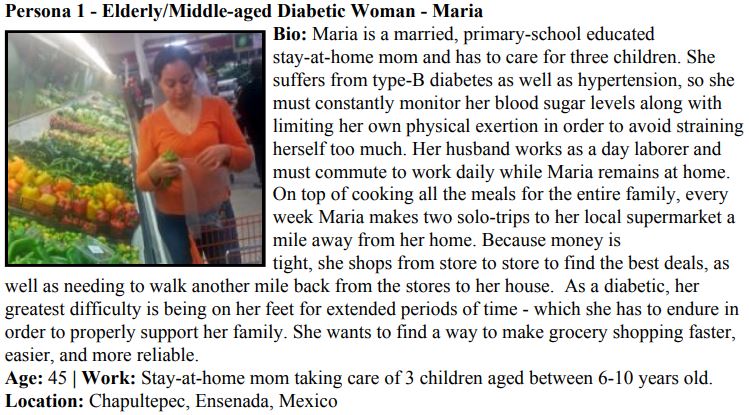 Persona 1 - Elderly/Middle-aged Diabetic Woman - Maria
Bio: Maria is a married, primary-school educated
stay-at-home mom and has to care for three children. She
suffers from type-B diabetes as well as hypertension, so she
must constantly monitor her blood sugar levels along with
limiting her own physical exertion in order to avoid straining
herself too much. Her husband works as a day laborer and
must commute to work daily while Maria remains at home.
On top of cooking all the meals for the entire family, every
week Maria makes two solo-trips to her local supermarket a
mile away from her home. Because money is
tight, she shops from store to store to find the best deals, as
well as needing to walk another mile back from the stores to her house.  As a diabetic, her
greatest difficulty is being on her feet for extended periods of time - which she has to endure in
order to properly support her family. She wants to find a way to make grocery shopping faster,
easier, and more reliable.
Age: 45 | Work: Stay-at-home mom taking care of 3 children aged between 6-10 years old.
Location: Chapultepec, Ensenada, Mexico